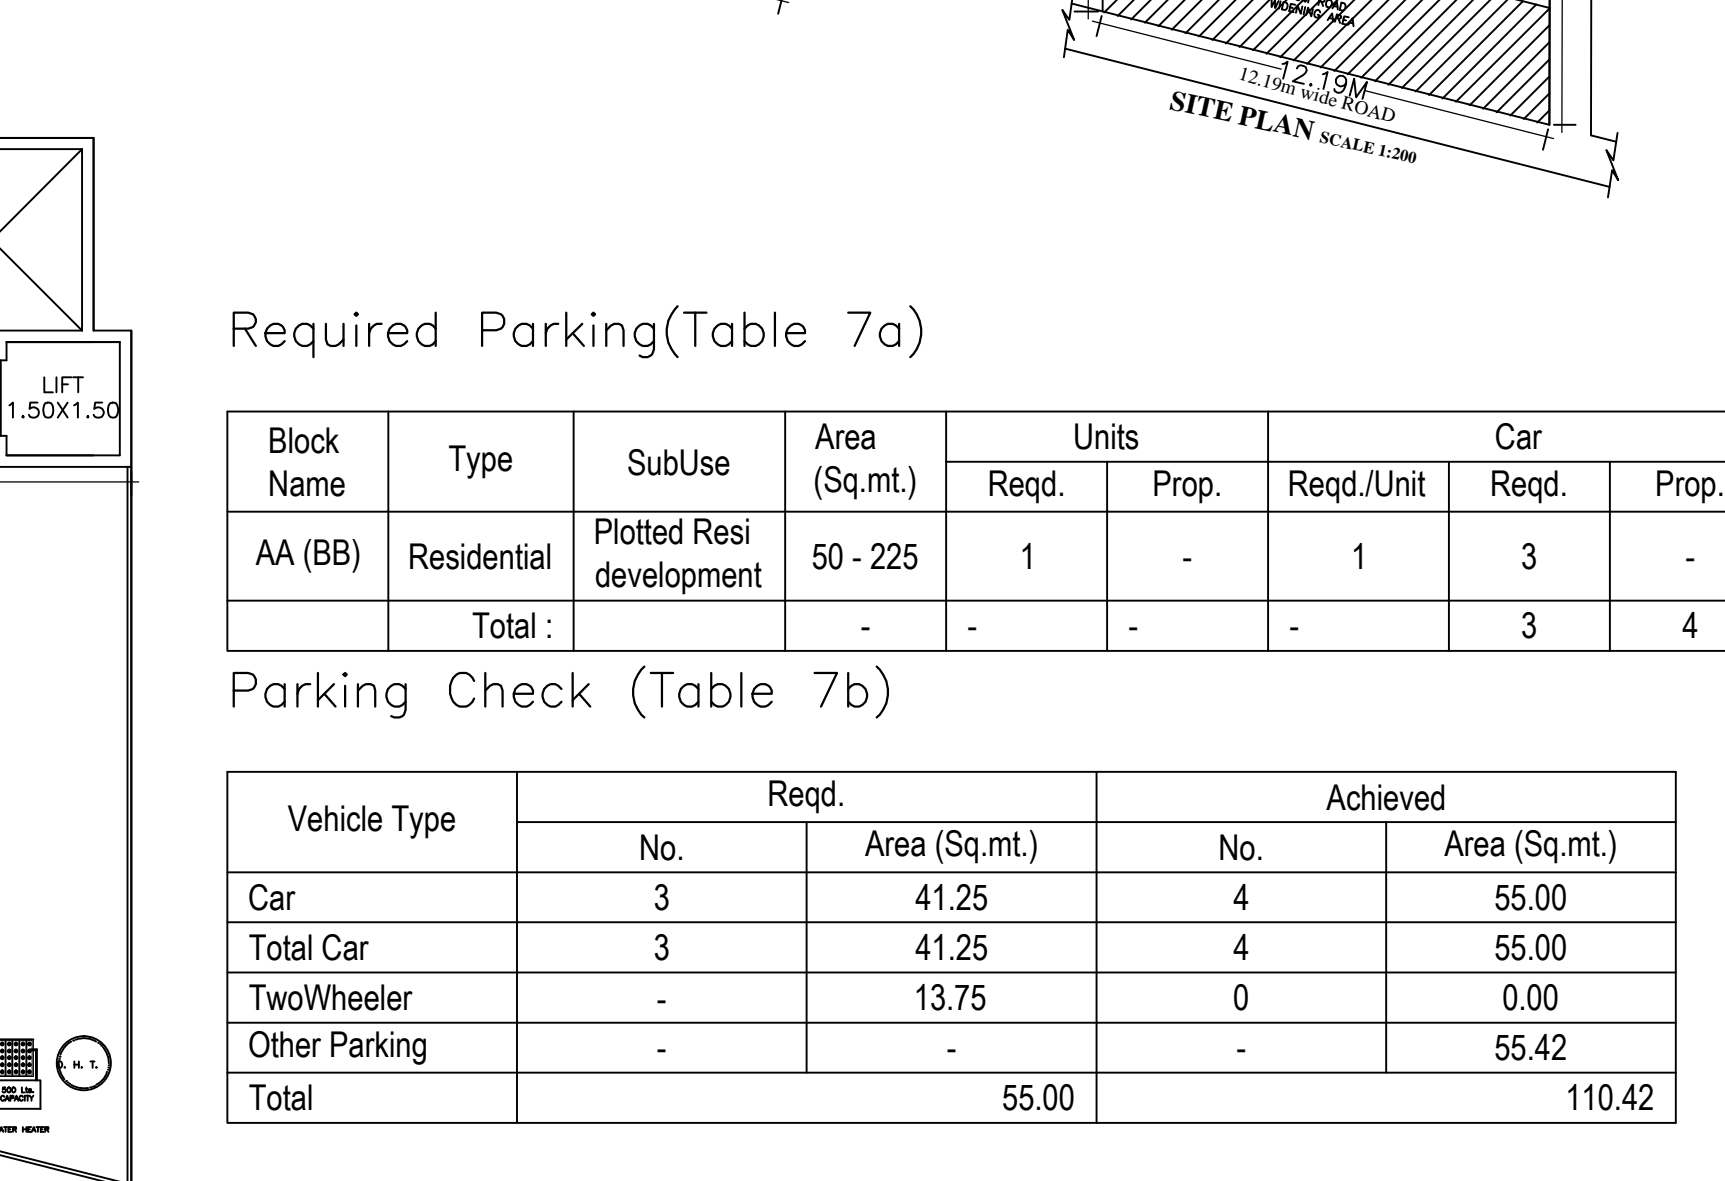 ROAD
WIDENING AREA
12.19M
12.19m wide ROAD
SITE PLAN SCALE 1:200
LIFT
1.50X1.50
Required Parking(Table 7a)
Block Name Type SubUse Area (Sq.mt.) Units Car
Reqd. Prop. Reqd./Unit Reqd. Prop.
AA (BB) Residential Plotted Resi development 50 - 225 1 - 1 3 -
Total : - - - - 3 4
Parking Check (Table 7b)
Vehicle Type Reqd. Achieved
No. Area (Sq.mt.) No. Area (Sq.mt.)
Car 3 41.25 4 55.00
Total Car 3 41.25 4 55.00
TwoWheeler - 13.75 0 0.00
Other Parking - - - 55.42
Total 55.00 110.42
H. T.
500 Lts.
CAPACITY
HEATER